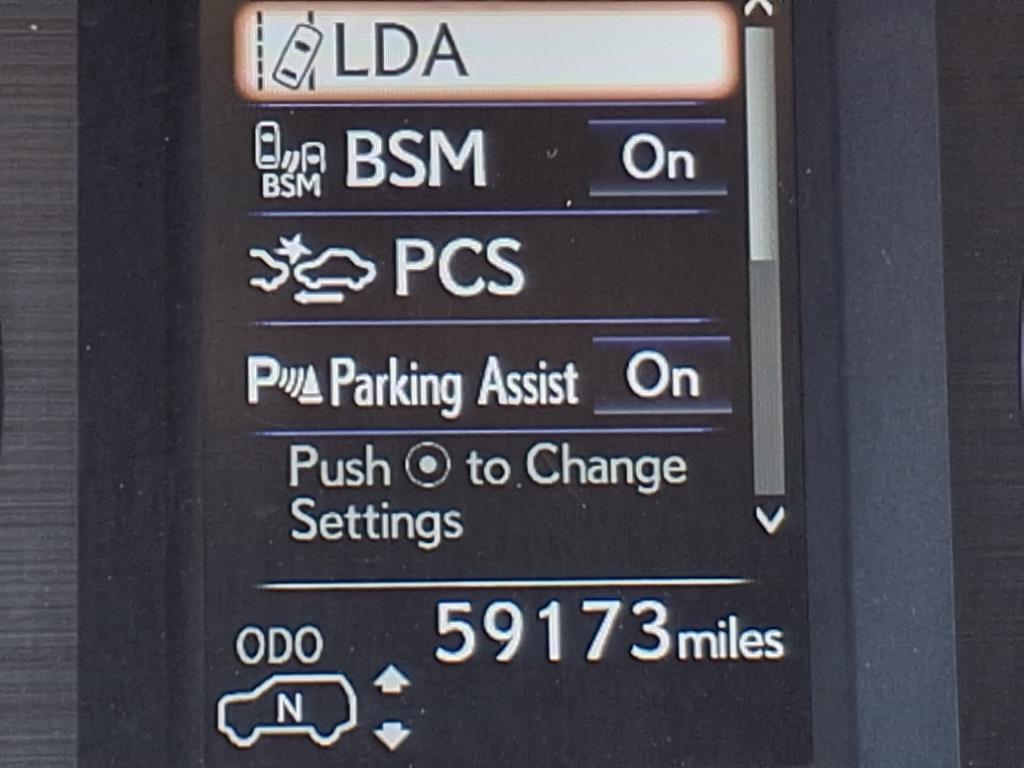 LDA
BSM BSM On
PCS
P Parking Assist On
Push to Change
Settings
ODO 59173 miles
N